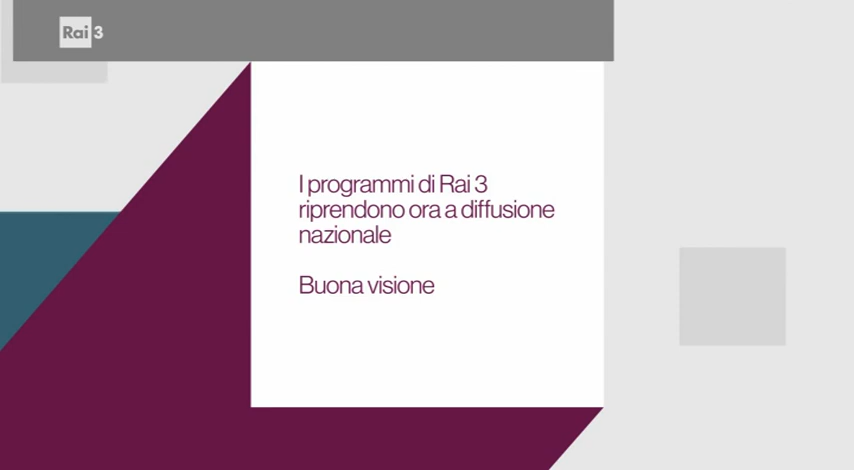 Rai 3
I programmi di Rai 3
riprendono ora a diffusione
nazionale
Buona visione